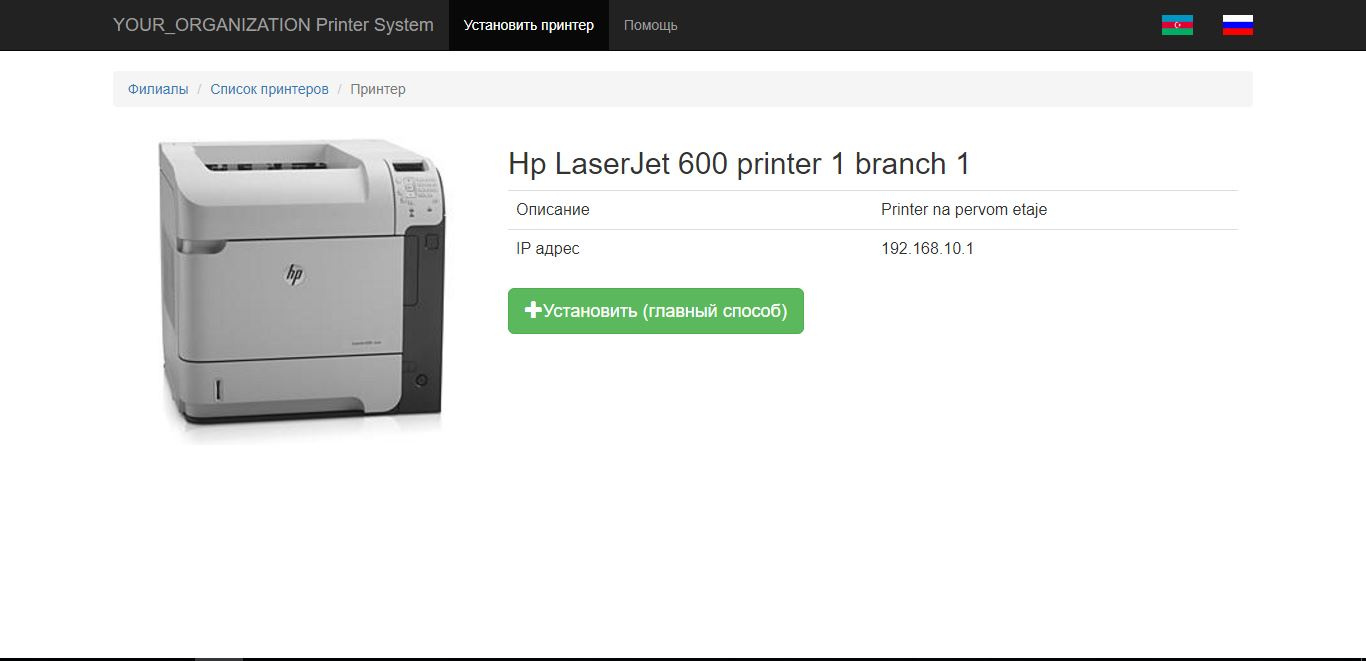 YOUR_ORGANIZATION Printer System Установить принтер Помощь
Филиалы / Список принтеров / Принтер
Hp LaserJet 600 printer 1 branch 1
Описание Printer na pervom etaje
IP адрес 192.168.10.1
hp
Установить (главный способ)